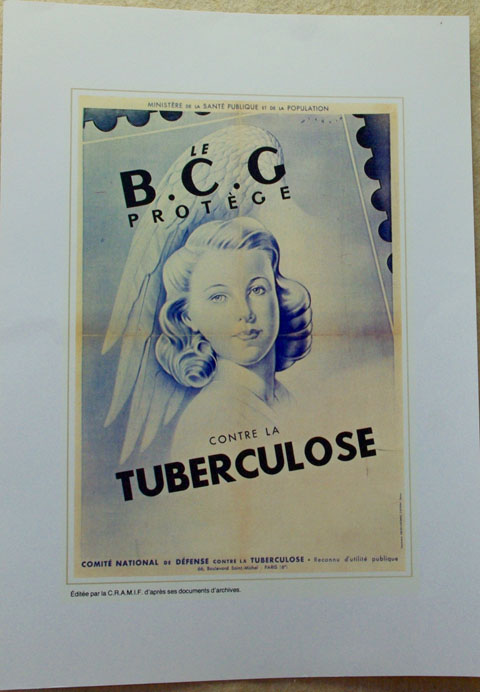 MINISTÈRE DE LA SANTÉ PUBLIQUE ET DE LA POPULATION
LE
B.C.G
PROTÈGE
CONTRE LA
TUBERCULOSE
COMITÉ NATIONAL DE DÉFENSE CONTRE LA TUBERCULOSE • Reconnu d'utilité publique
66, Boulevard Saint-Michel - PARIS (6e)
Éditée par la C.R.A.M.I.F. d'après ses documents d'archives.